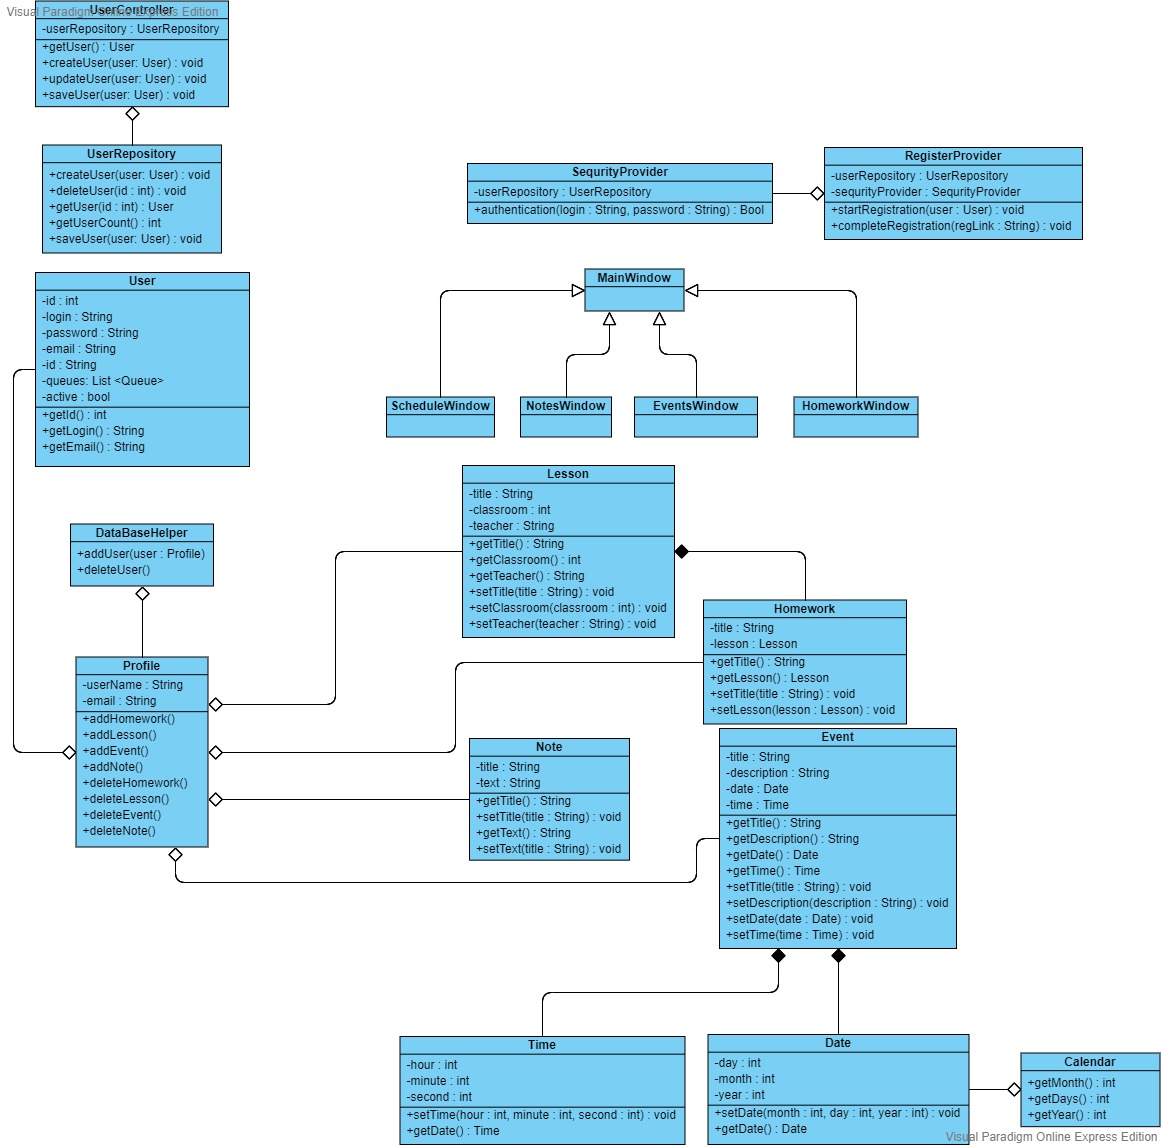 Visual Paradigm Online Express Edition
UserController
-userRepository : UserRepository
+getUser() : User
+createUser(user: User) : void
+updateUser(user: User) : void
+saveUser(user: User) : void
UserRepository
+createUser(user: User) : void
+deleteUser(id : int) : void
+getUser(id : int) : User
+getUserCount() : int
+saveUser(user: User) : void
SequrityProvider
-userRepository : UserRepository
+authentication(login : String, password : String) : Bool
RegisterProvider
-userRepository : UserRepository
-sequrityProvider : SequrityProvider
+startRegistration(user : User) : void
+completeRegistration(regLink : String) : void
User
-id : int
-login : String
-password : String
-email : String
-id : String
-queues: List <Queue>
-active : bool
+getId() : int
+getLogin() : String
+getEmail() : String
MainWindow
ScheduleWindow
NotesWindow
EventsWindow
HomeworkWindow
Lesson
-title : String
-classroom : int
-teacher : String
+getTitle() : String
+getClassroom() : int
+getTeacher() : String
+setTitle(title : String) : void
+setClassroom(classroom : int) : void
+setTeacher(teacher : String) : void
DataBaseHelper
+addUser(user : Profile)
+deleteUser()
Homework
-title : String
-lesson : Lesson
+getTitle() : String
+getLesson() : Lesson
+setTitle(title : String) : void
+setLesson(lesson : Lesson) : void
Profile
-userName : String
-email : String
+addHomework()
+addLesson()
+addEvent()
+addNote()
+deleteHomework()
+deleteLesson()
+deleteEvent()
+deleteNote()
Note
-title : String
-text : String
+getTitle() : String
+setTitle(title : String) : void
+getText() : String
+setText(title : String) : void
Event
-title : String
-description : String
-date : Date
-time : Time
+getTitle() : String
+getDescription() : String
+getDate() : Date
+getTime() : Time
+setTitle(title : String) : void
+setDescription(description : String) : void
+setDate(date : Date) : void
+setTime(time : Time) : void
Time
-hour : int
-minute : int
-second : int
+setTime(hour : int, minute : int, second : int) : void
+getDate() : Time
Date
-day : int
-month : int
-year : int
+setDate(month : int, day : int, year : int) : void
+getDate() : Date
Calendar
+getMonth() : int
+getDays() : int
+getYear() : int
Visual Paradigm Online Express Edition